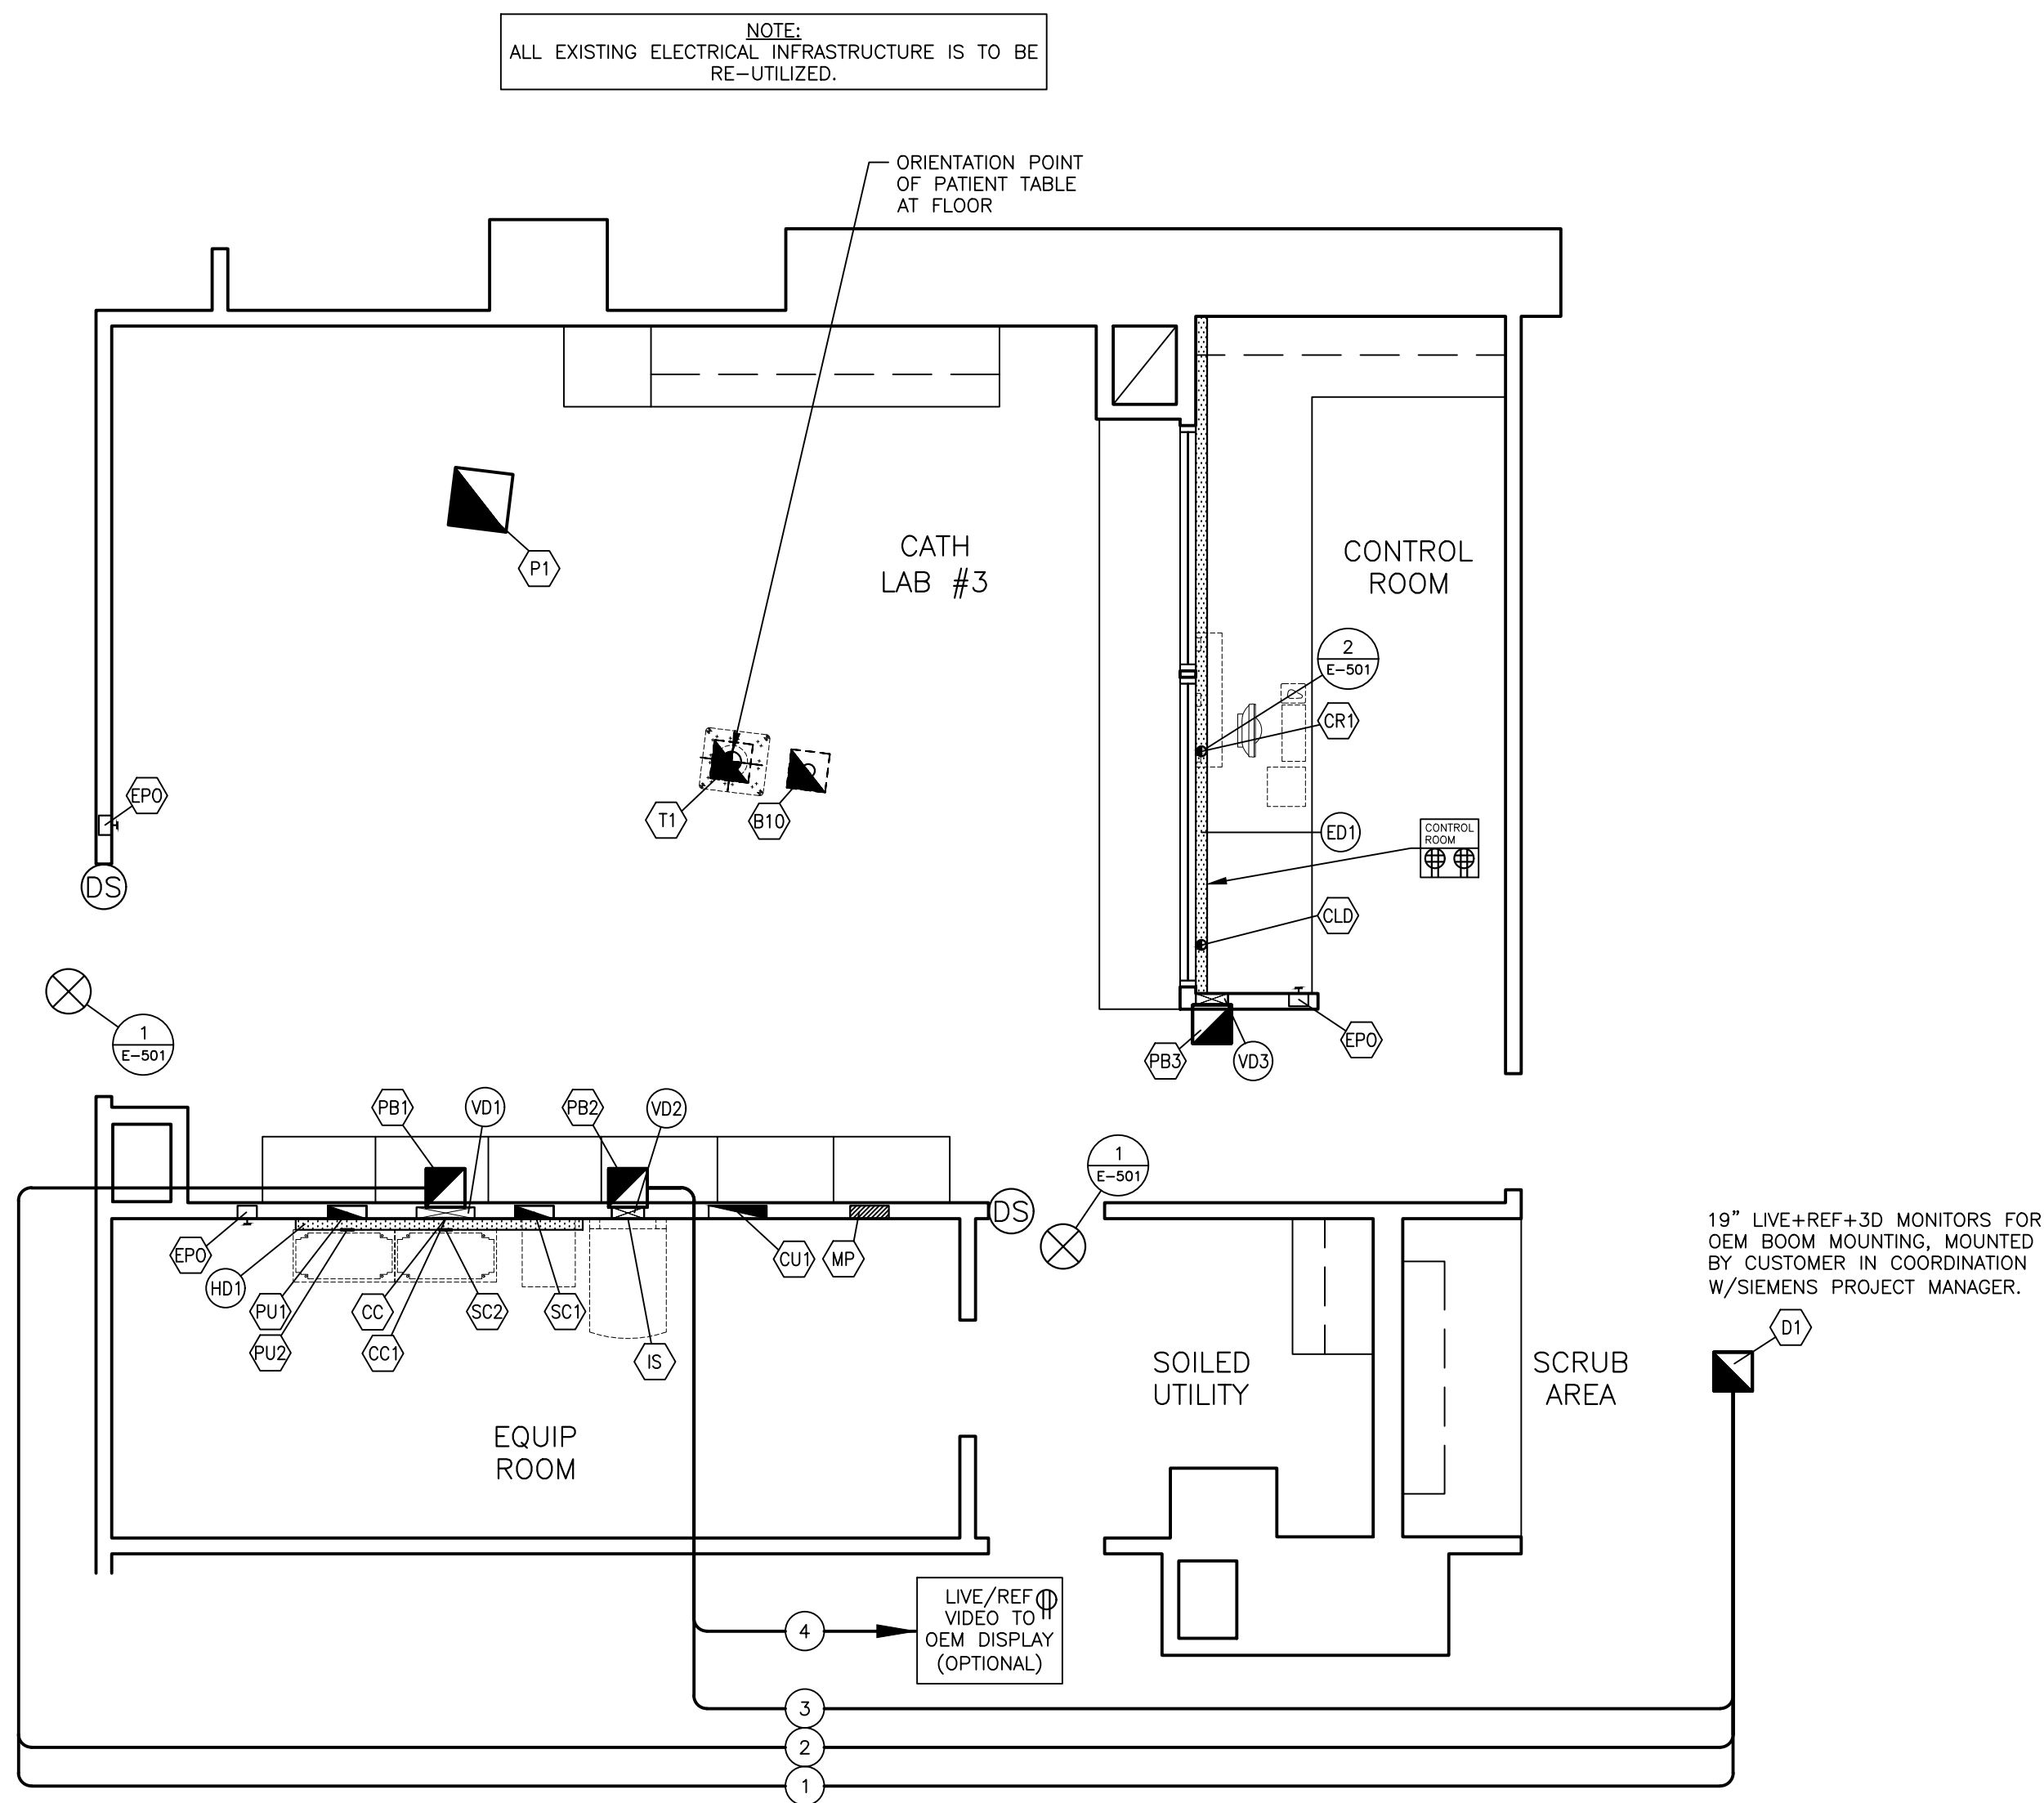 NOTE:
ALL EXISTING ELECTRICAL INFRASTRUCTURE IS TO BE
RE-UTILIZED.
ORIENTATION POINT
OF PATIENT TABLE
AT FLOOR
P1
CATH
LAB #3
CONTROL
ROOM
2
E-501
CS
CR1
EPO
T1
B10
ED1
CONTROL
ROOM
DS
CLD
1
E-501
EPO
PB3
VD3
PB1
VD1
PB2
VD2
1
E-501
DS
EPO
HD1
PU1
PU2
CC
CC1
SC2
SC1
IS
CU1
MP
19" LIVE+REF+3D MONITORS FOR
OEM BOOM MOUNTING, MOUNTED
BY CUSTOMER IN COORDINATION
W/SIEMENS PROJECT MANAGER.
D1
SOILED
UTILITY
SCRUB
AREA
EQUIP
ROOM
LIVE/REF
VIDEO TO
OEM DISPLAY
(OPTIONAL)
4
3
2
1